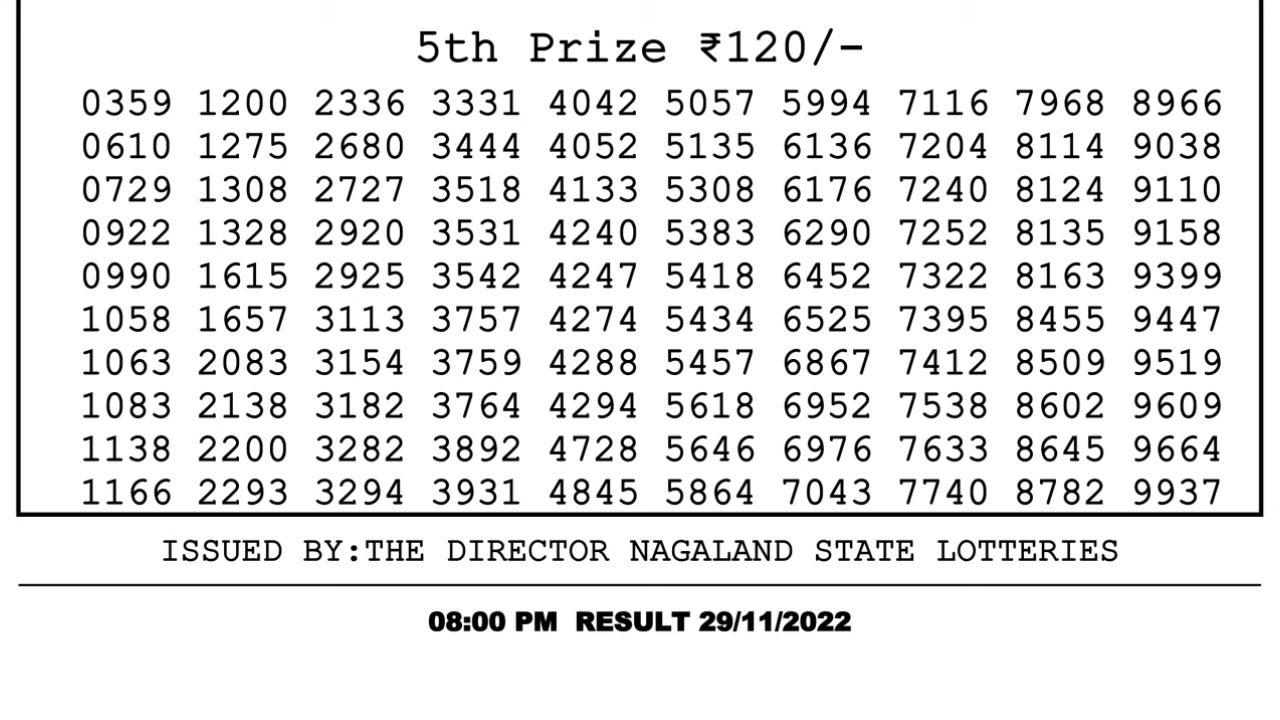 5th Prize ₹120/-
0359 1200 2336 3331 4042 5057 5994 7116 7968 8966
0610 1275 2680 3444 4052 5135 6136 7204 8114 9038
0729 1308 2727 3518 4133 5308 6176 7240 8124 9110
0922 1328 2920 3531 4240 5383 6290 7252 8135 9158
0990 1615 2925 3542 4247 5418 6452 7322 8163 9399
1058 1657 3113 3757 4274 5434 6525 7395 8455 9447
1063 2083 3154 3759 4288 5457 6867 7412 8509 9519
1083 2138 3182 3764 4294 5618 6952 7538 8602 9609
1138 2200 3282 3892 4728 5646 6976 7633 8645 9664
1166 2293 3294 3931 4845 5864 7043 7740 8782 9937
ISSUED BY:THE DIRECTOR NAGALAND STATE LOTTERIES
08:00 PM RESULT 29/11/2022